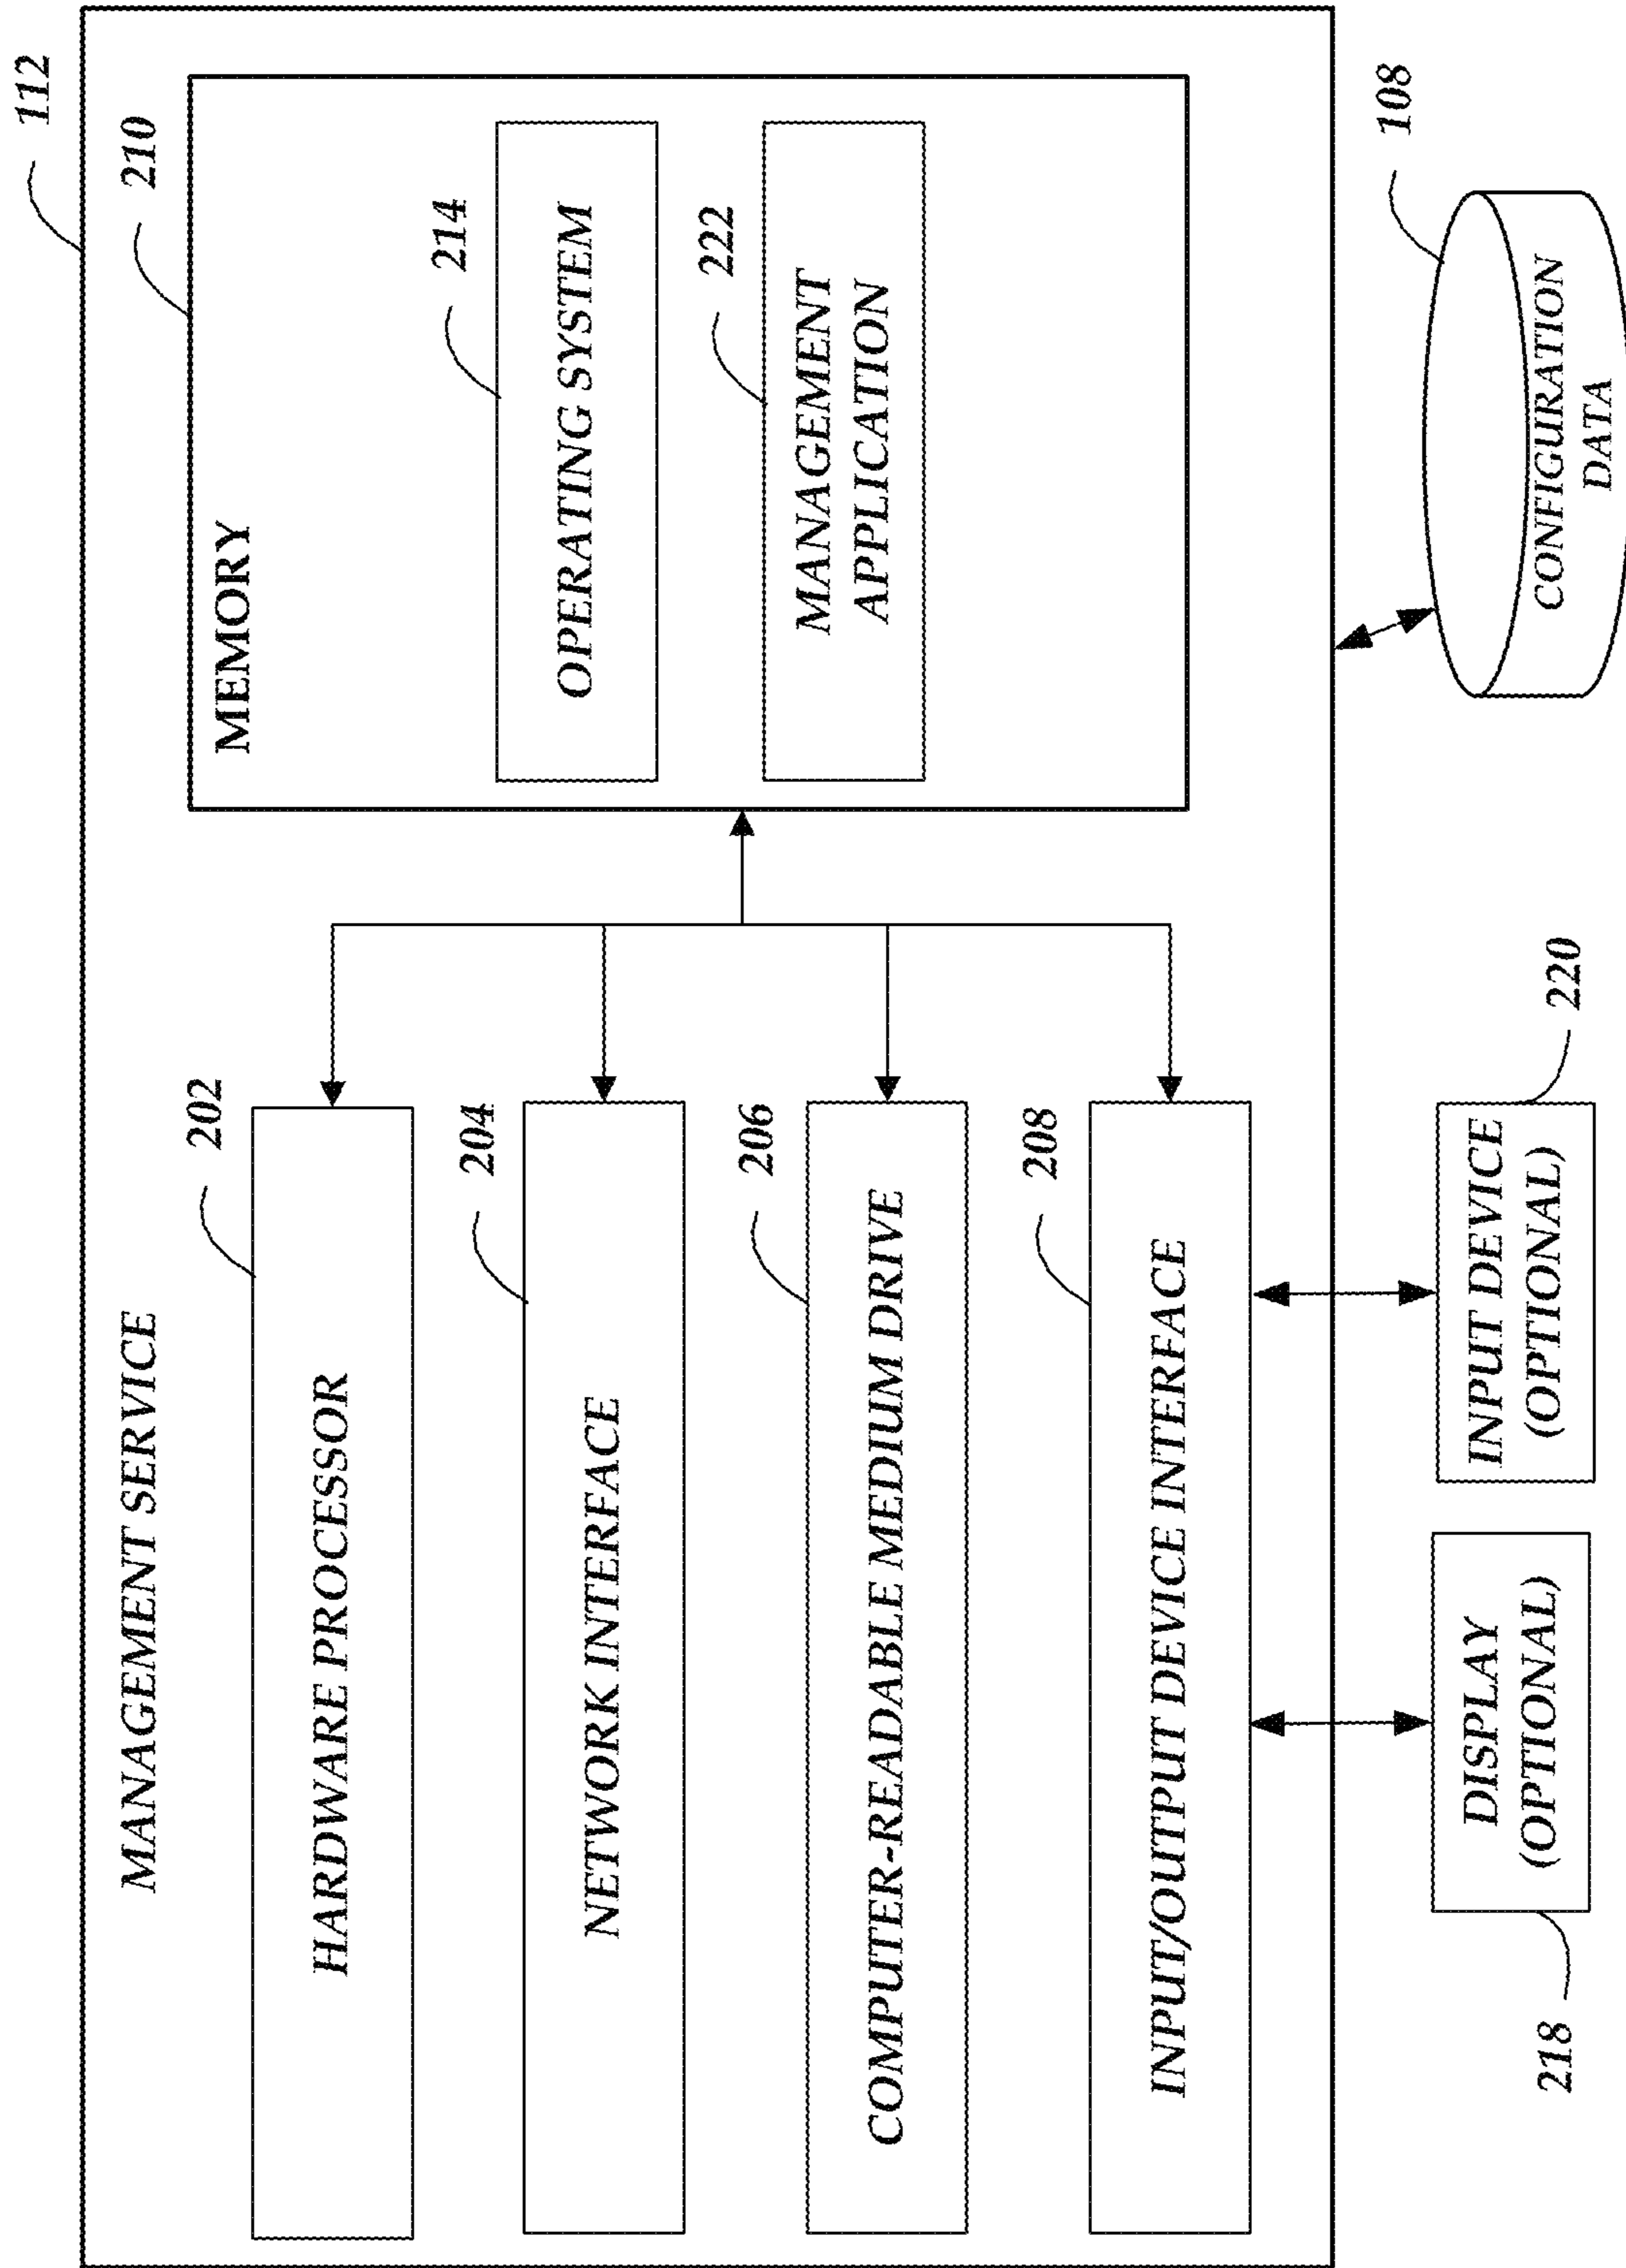 112
MANAGEMENT SERVICE
210
MEMORY
202
HARDWARE PROCESSOR
214
OPERATING SYSTEM
204
NETWORK INTERFACE
222
MANAGEMENT
APPLICATION
206
COMPUTER-READABLE MEDIUM DRIVE
208
INPUT/OUTPUT DEVICE INTERFACE
108
CONFIGURATION
DATA
DISPLAY
(OPTIONAL)
218
INPUT DEVICE
(OPTIONAL)
220